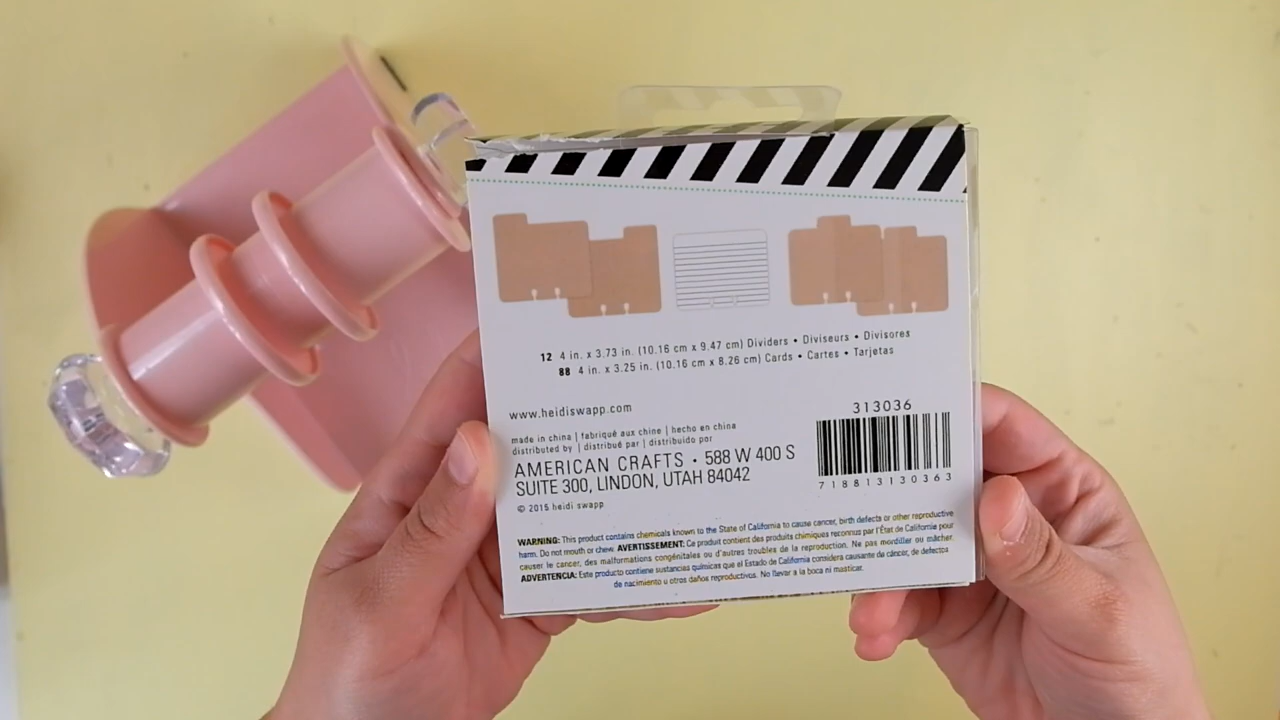 12 4 in. x 3.73 in. (10.16 cm x 9.47 cm) Dividers • Diviseurs • Divisores
88 4 in. x 3.25 in. (10.16 cm x 8.26 cm) Cards • Cartes • Tarjetas
www.heidiswapp.com
made in china | fabriqué aux chine | hecho en china
distributed by | distribué par | distribuido por
AMERICAN CRAFTS • 588 W 400 S
SUITE 300, LINDON, UTAH 84042
© 2015 heidi swapp
313036
7 18813 13036 3
WARNING: This product contains chemicals known to the State of California to cause cancer, birth defects or other reproductive
harm. Do not mouth or chew. AVERTISSEMENT: Ce produit contient des produits chimiques reconnus par l'État de Californie pour
causer le cancer, des malformations congénitales ou d'autres troubles de la reproduction. Ne pas mordiller ou mâcher.
ADVERTENCIA: Este producto contiene sustancias químicas que el Estado de California considera causante de cáncer, de defectos
de nacimiento u otros daños reproductivos. No llevar a la boca ni masticar.